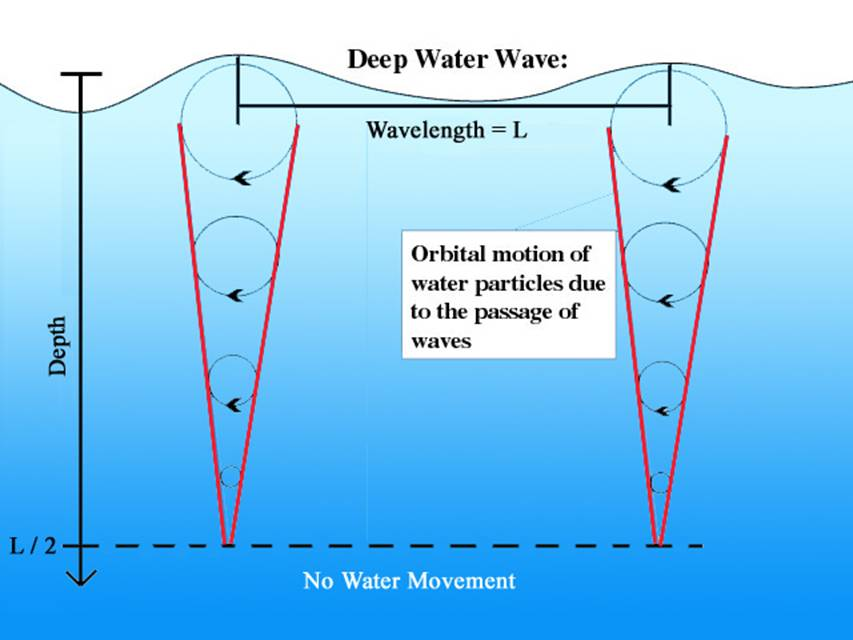 Deep Water Wave:
Wavelength = L
Orbital motion of
water particles due
to the passage of
waves
Depth
L / 2
No Water Movement